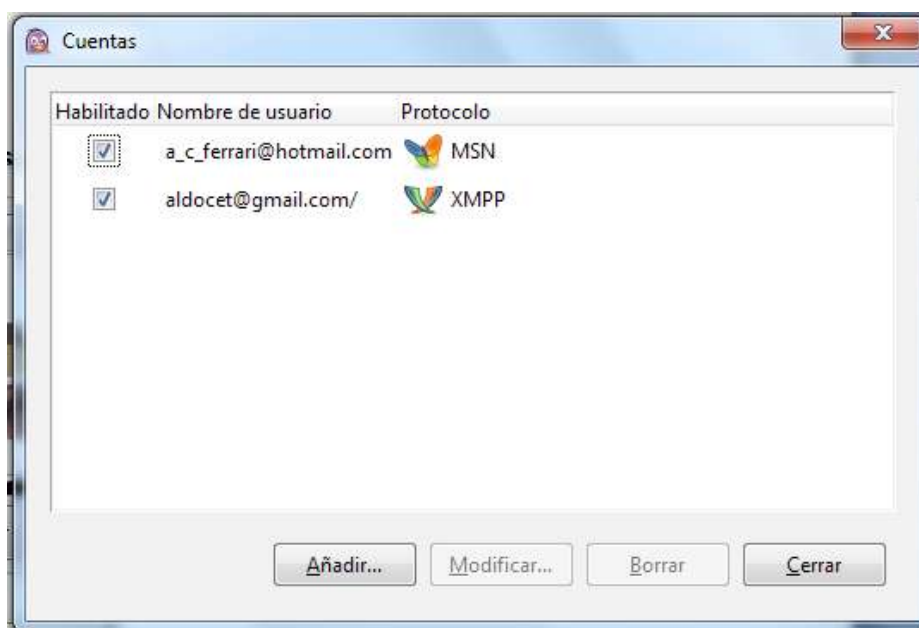 Cuentas
Habilitado Nombre de usuario Protocolo
a_c_ferrari@hotmail.com MSN
aldocet@gmail.com/ XMPP
Añadir... Modificar... Borrar Cerrar